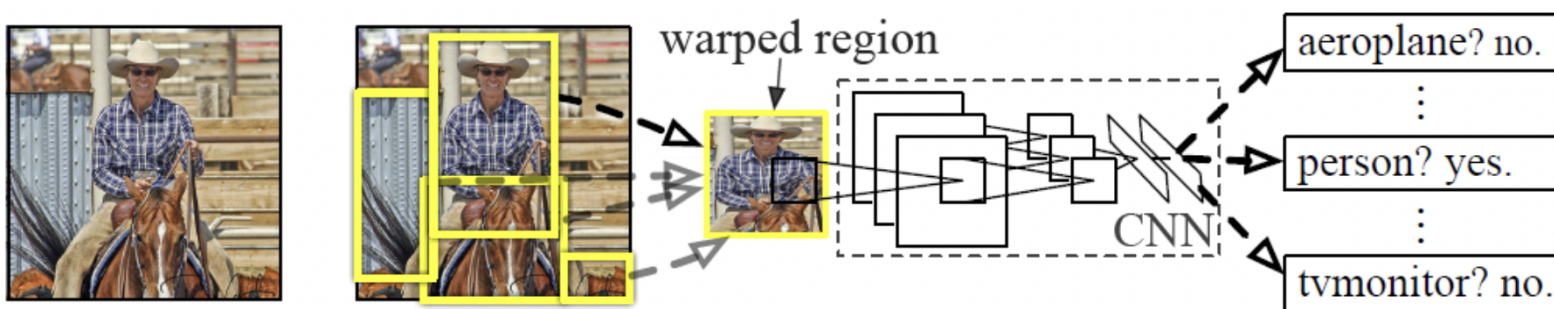 warped region
aeroplane? no.
⋮
person? yes.
CNN
⋮
tvmonitor? no.